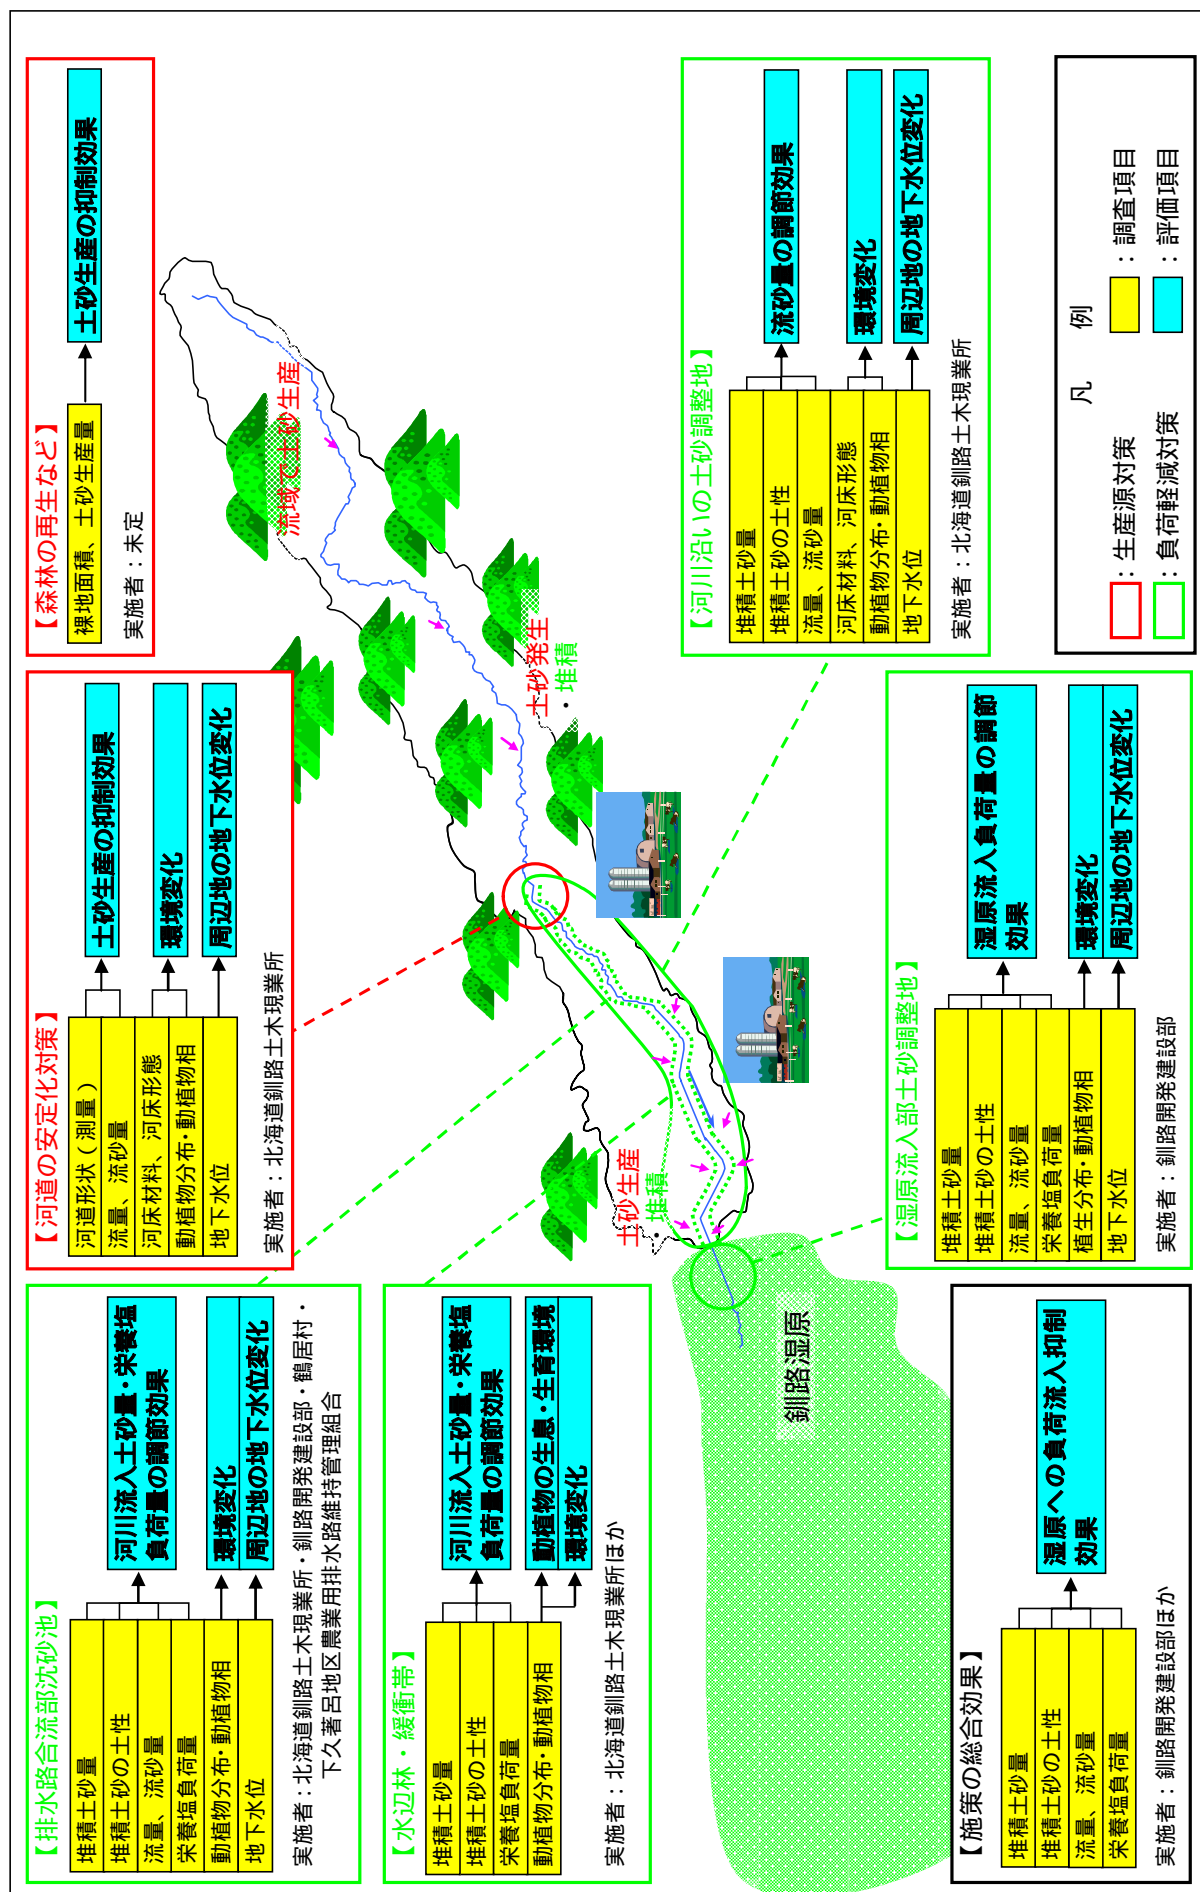 【排水路合流部沈砂池】
堆積土砂量
堆積土砂の土性
流量、流砂量
栄養塩負荷量
動植物分布・動植物相
地下水位
河川流入土砂量・栄養塩
負荷量の調節効果
環境変化
周辺地の地下水位変化
実施者：北海道釧路土木現業所・釧路開発建設部・鶴居村・
下久著呂地区農業用排水路維持管理組合
【河道の安定化対策】
河道形状（測量）
流量、流砂量
河床材料、河床形態
動植物分布・動植物相
地下水位
土砂生産の抑制効果
環境変化
周辺地の地下水位変化
実施者：北海道釧路土木現業所
【森林の再生など】
裸地面積、土砂生産量
土砂生産の抑制効果
実施者：未定
【水辺林・緩衝帯】
堆積土砂量
堆積土砂の土性
栄養塩負荷量
動植物分布・動植物相
河川流入土砂量・栄養塩
負荷量の調節効果
動植物の生息・生育環境
環境変化
実施者：北海道釧路土木現業所ほか
流域で土砂生産
土砂発生
・堆積
土砂生産
・堆積
釧路湿原
【河川沿いの土砂調整地】
堆積土砂量
堆積土砂の土性
流量、流砂量
河床材料、河床形態
動植物分布・動植物相
地下水位
流砂量の調節効果
環境変化
周辺地の地下水位変化
実施者：北海道釧路土木現業所
【湿原流入部土砂調整地】
堆積土砂量
堆積土砂の土性
流量、流砂量
栄養塩負荷量
植生分布・動植物相
地下水位
湿原流入負荷量の調節
効果
環境変化
周辺地の地下水位変化
実施者：釧路開発建設部
【施策の総合効果】
堆積土砂量
堆積土砂の土性
流量、流砂量
栄養塩負荷量
湿原への負荷流入抑制
効果
実施者：釧路開発建設部ほか
凡　例
：生産源対策
：調査項目
：負荷軽減対策
：評価項目